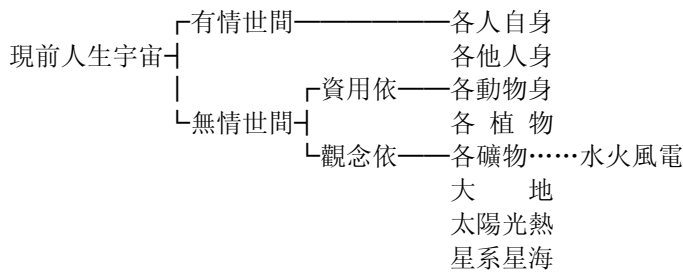 ┌有情世間──────各人自身
現前人生宇宙┤ 各他人身
│ ┌資用依──各動物身
└無情世間┤ 各植物
└觀念依──各礦物……水火風電
大地
太陽光熱
星系星海